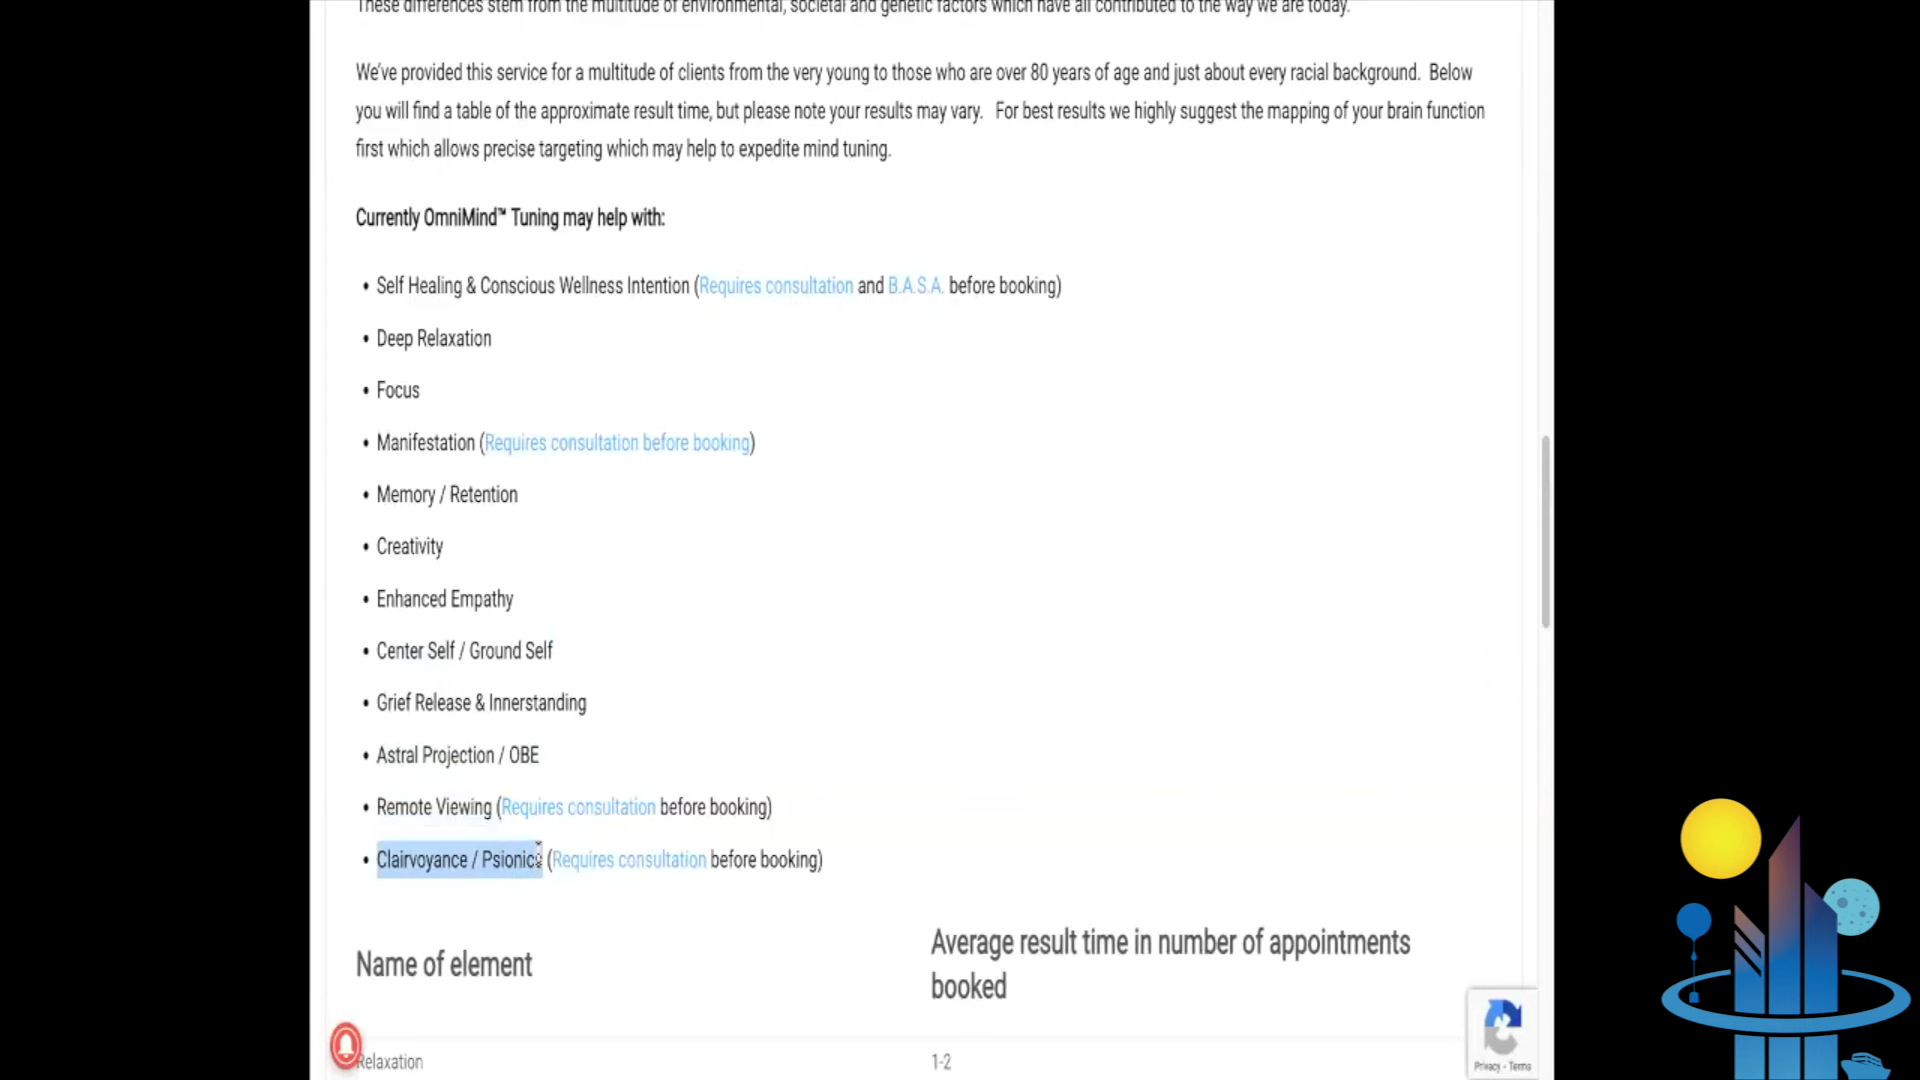 These differences stem from the multitude of environmental, societal and genetic factors which have all contributed to the way we are today.
We've provided this service for a multitude of clients from the very young to those who are over 80 years of age and just about every racial background. Below
you will find a table of the approximate result time, but please note your results may vary. For best results we highly suggest the mapping of your brain function
first which allows precise targeting which may help to expedite mind tuning.
Currently OmniMind™ Tuning may help with:
• Self Healing & Conscious Wellness Intention (Requires consultation and B.A.S.A. before booking)
• Deep Relaxation
• Focus
• Manifestation (Requires consultation before booking)
• Memory / Retention
• Creativity
• Enhanced Empathy
• Center Self / Ground Self
• Grief Release & Innerstanding
• Astral Projection / OBE
• Remote Viewing (Requires consultation before booking)
• Clairvoyance / Psionics (Requires consultation before booking)
Name of element
Average result time in number of appointments
booked
Relaxation
1-2
Privacy - Terms